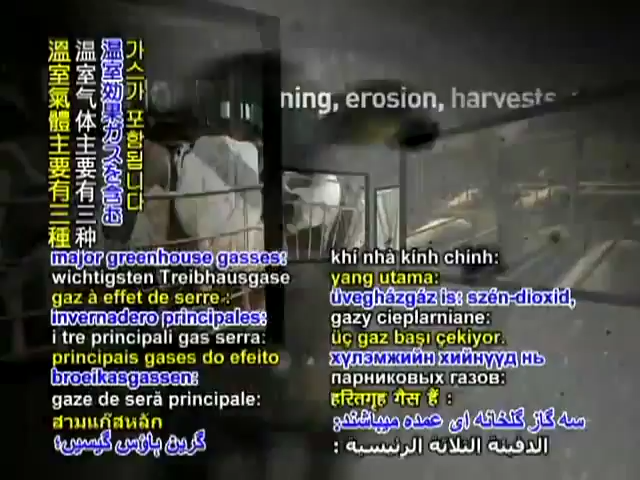 溫室氣體主要有三種
温室气体主要有三种
温室効果ガスを含む
가스가 포함됩니다
ning, erosion, harvests
major greenhouse gasses:
wichtigsten Treibhausgase
gaz à effet de serre :
invernadero principales:
i tre principali gas serra:
principais gases do efeito
broeikasgassen:
gaze de seră principale:
สามแก๊สหลัก
گرین ہاؤس گیسیں؛
khí nhà kính chính:
yang utama:
üvegházgáz is: szén-dioxid,
gazy cieplarniane:
üç gaz başı çekiyor.
хүлэмжийн хийнүүд нь
парниковых газов:
हरितगृह गैस हैं :
سه گاز گلخانه ای عمده میباشند:
الدفيئة الثلاثة الرئيسية :